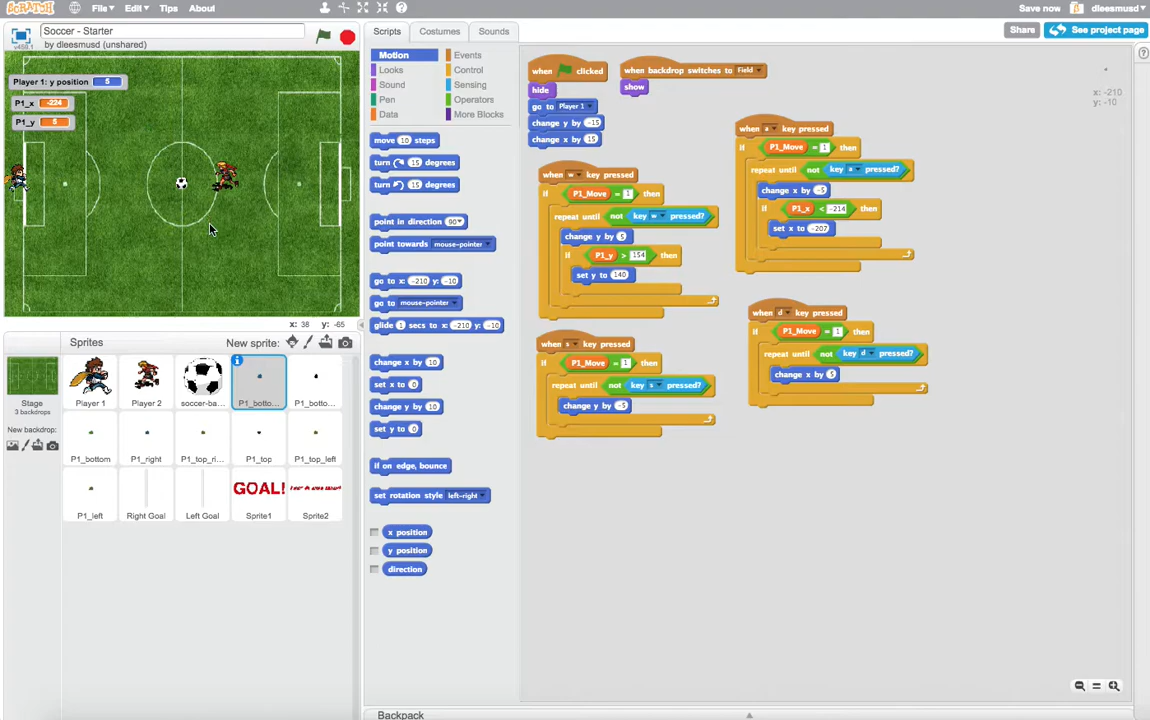 SCRATCH File Edit Tips About Save now dleesmusd
v458.1 Soccer - Starter
by dleesmusd (unshared)
Scripts Costumes Sounds
Share See project page
Player 1: y position 5
P1_x -224
P1_y 5
x: 38 y: -65
Motion Events
Looks Control
Sound Sensing
Pen Operators
Data More Blocks
move 10 steps
turn 15 degrees
turn 15 degrees
point in direction 90
point towards mouse-pointer
go to x: -210 y: -10
go to mouse-pointer
glide 1 secs to x: -210 y: -10
change x by 10
set x to 0
change y by 10
set y to 0
if on edge, bounce
set rotation style left-right
x position
y position
direction
when clicked
hide
go to Player 1
change y by -15
change x by 15
when backdrop switches to Field
show
when w key pressed
if P1_Move = 1 then
repeat until not key w pressed?
change y by 5
if P1_y > 154 then
set y to 140
when s key pressed
if P1_Move = 1 then
repeat until not key s pressed?
change y by -5
when a key pressed
if P1_Move = 1 then
repeat until not key a pressed?
change x by -5
if P1_x < -214 then
set x to -207
when d key pressed
if P1_Move = 1 then
repeat until not key d pressed?
change x by 5
x: -210
y: -10
Sprites New sprite:
Stage
3 backdrops
New backdrop:
Player 1 Player 2 soccer-ba... P1_botto... P1_botto...
P1_bottom P1_right P1_top_ri... P1_top P1_top_left
GOAL!
P1_left Right Goal Left Goal Sprite1 Sprite2
Backpack